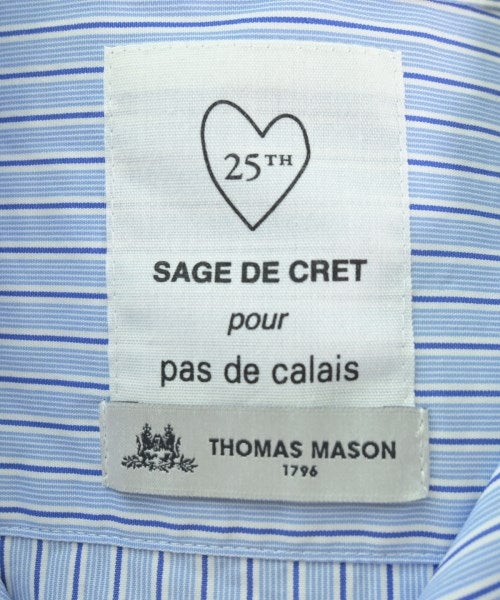 25TH
SAGE DE CRET
pour
pas de calais
THOMAS MASON
1796